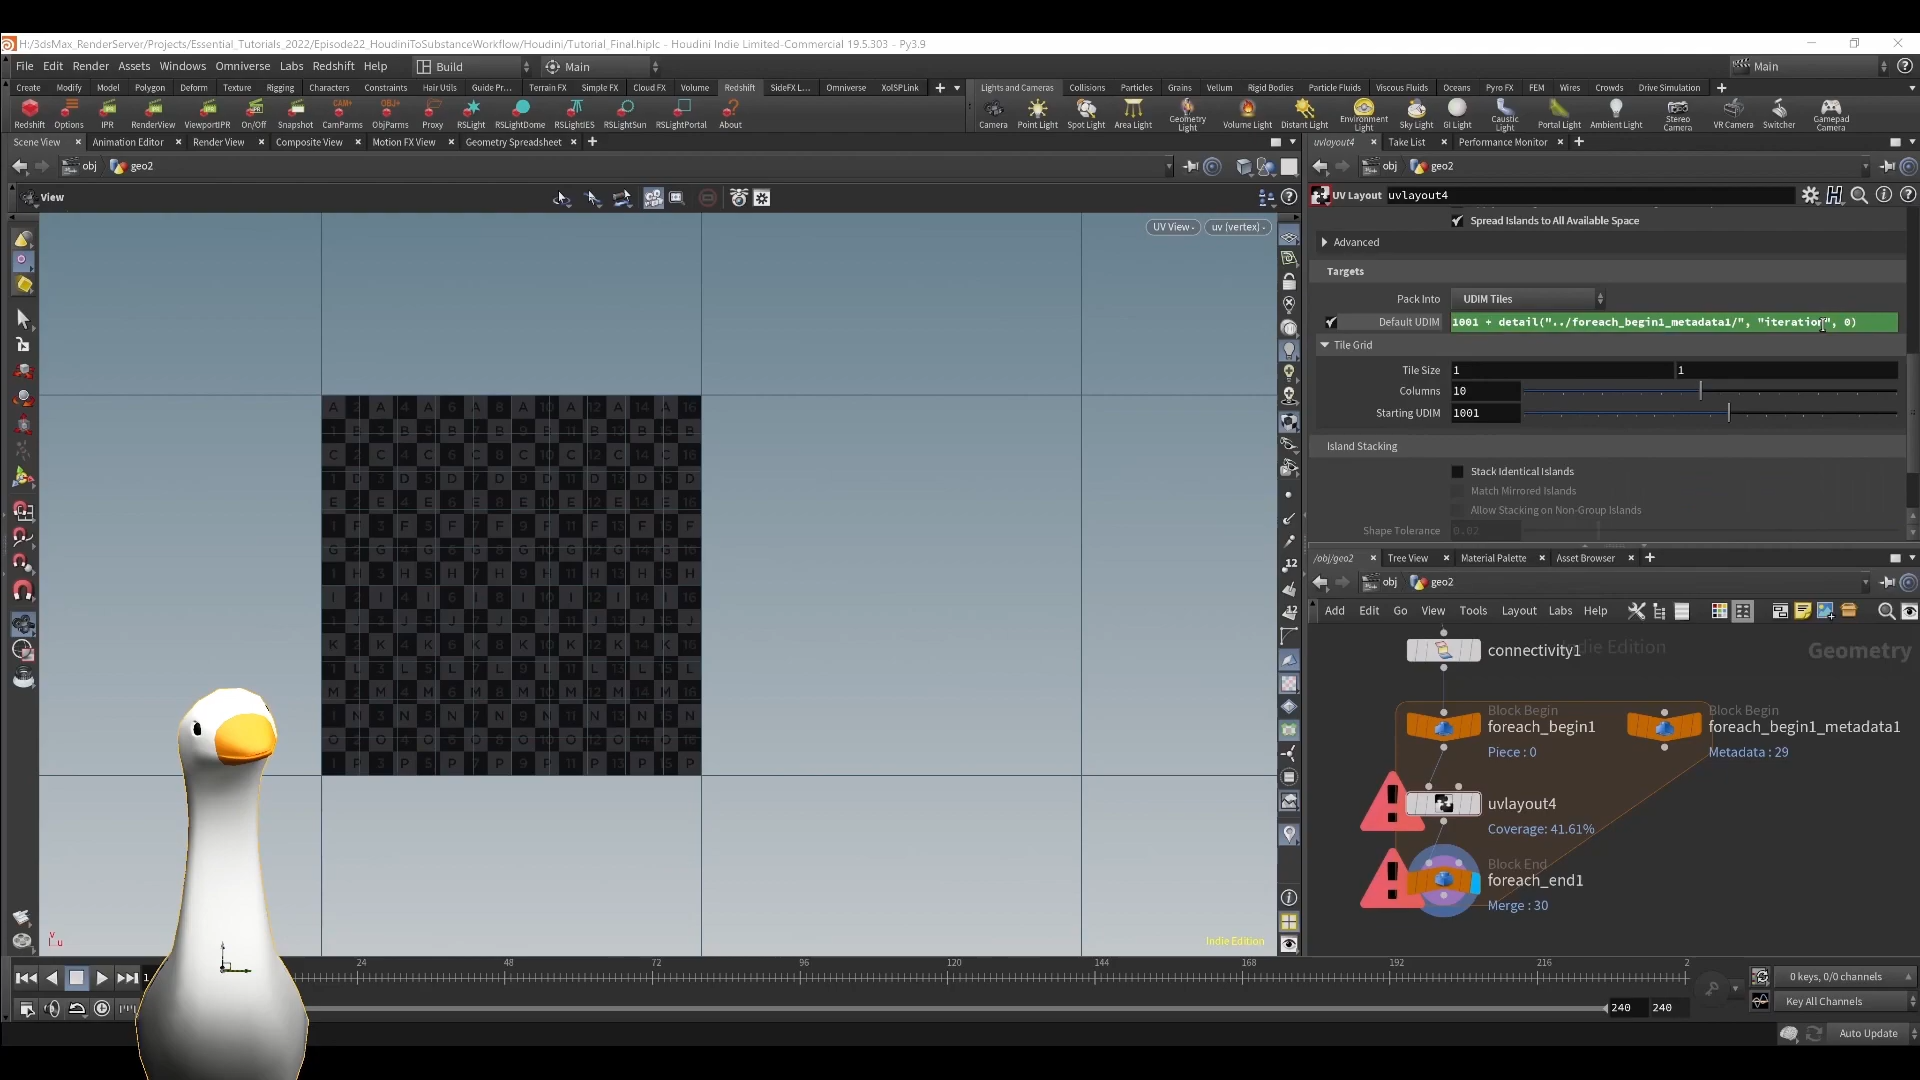 H:/3dsMax_RenderServer/Projects/Essential_Tutorials_2022/Episode22_HoudiniToSubstanceWorkflow/Houdini/Tutorial_Final.hiplc - Houdini Indie Limited-Commercial 19.5.303 - Py3.9
File Edit Render Assets Windows Omniverse Labs Redshift Help Build Main Main
Create Modify Model Polygon Deform Texture Rigging Characters Constraints Hair Utils Guide Pr... Terrain FX Simple FX Cloud FX Volume Redshift SideFX L... Omniverse XolSPLink
Lights and Cameras Collisions Particles Grains Vellum Rigid Bodies Particle Fluids Viscous Fluids Oceans Pyro FX FEM Wires Crowds Drive Simulation
Redshift Options IPR RenderView ViewportIPR On/Off Snapshot CamParms ObjParms Proxy RSLight RSLightDome RSLightIES RSLightSun RSLightPortal About
Camera Point Light Spot Light Area Light Geometry Light Volume Light Distant Light Environment Light Sky Light GI Light Caustic Light Portal Light Ambient Light Stereo Camera VR Camera Switcher Gamepad Camera
Scene View Animation Editor Render View Composite View Motion FX View Geometry Spreadsheet
obj geo2
View
UV View uv (vertex)
uvlayout4 Take List Performance Monitor
obj geo2
UV Layout uvlayout4
Spread Islands to All Available Space
Advanced
Targets
Pack Into UDIM Tiles
Default UDIM 1001 + detail("../foreach_begin1_metadata1/", "iteration", 0)
Tile Grid
Tile Size 1 1
Columns 10
Starting UDIM 1001
Island Stacking
Stack Identical Islands
Match Mirrored Islands
Allow Stacking on Non-Group Islands
Shape Tolerance 0.02
/obj/geo2 Tree View Material Palette Asset Browser
obj geo2
Add Edit Go View Tools Layout Labs Help
Geometry
connectivity1
Block Begin
foreach_begin1
Piece : 0
Block Begin
foreach_begin1_metadata1
Metadata : 29
uvlayout4
Coverage: 41.61%
Block End
foreach_end1
Merge : 30
Indie Edition
24 48 72 96 120 144 168 192 216 2
1
0 keys, 0/0 channels
240 240
Key All Channels
Auto Update